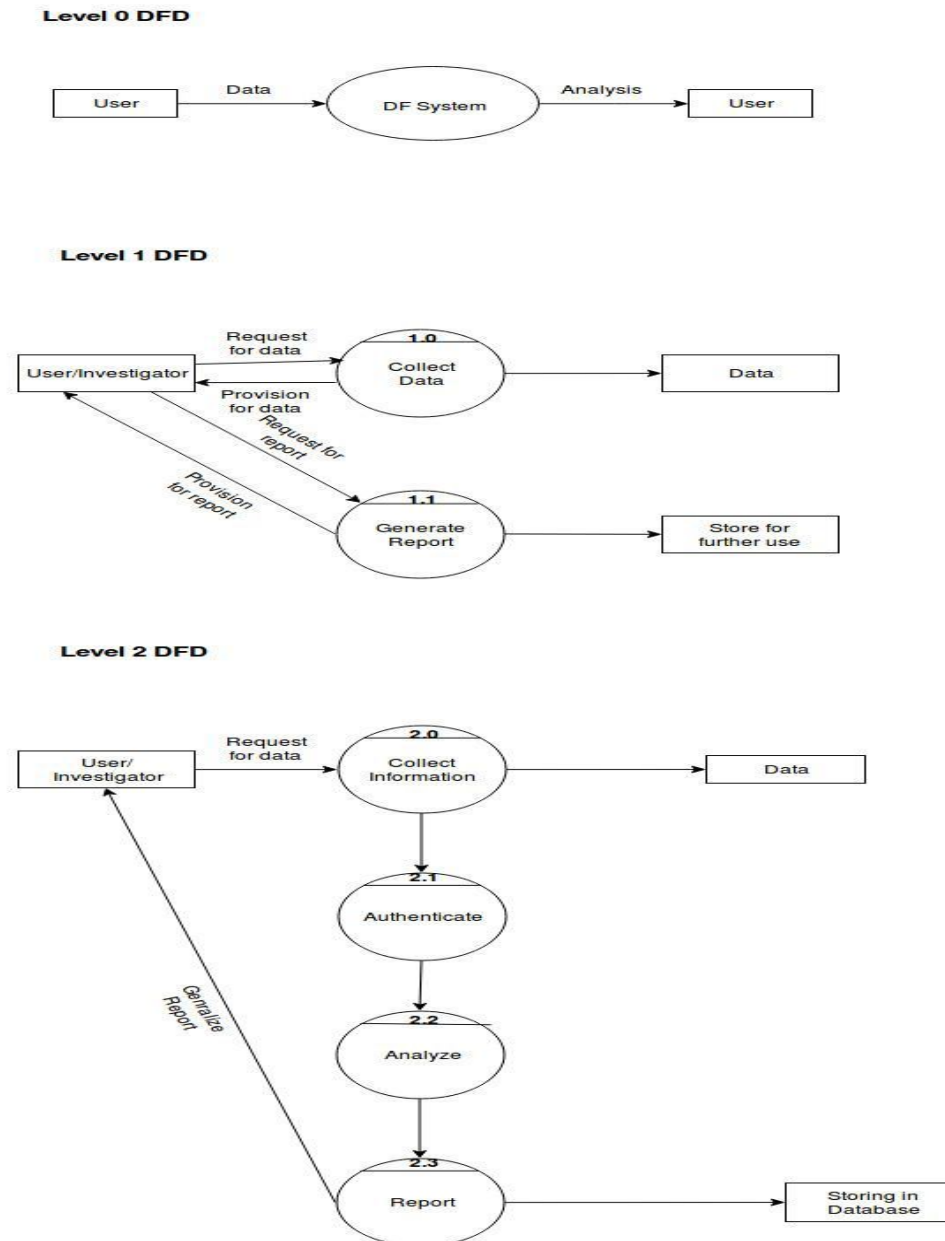 Level 0 DFD
User
Data
DF System
Analysis
User
Level 1 DFD
User/Investigator
Request
for data
Provision
for data
1.0
Collect
Data
Data
Request for
report
Provision
for report
1.1
Generate
Report
Store for
further use
Level 2 DFD
User/
Investigator
Request
for data
2.0
Collect
Information
Data
2.1
Authenticate
2.2
Analyze
Genralize
Report
2.3
Report
Storing in
Database